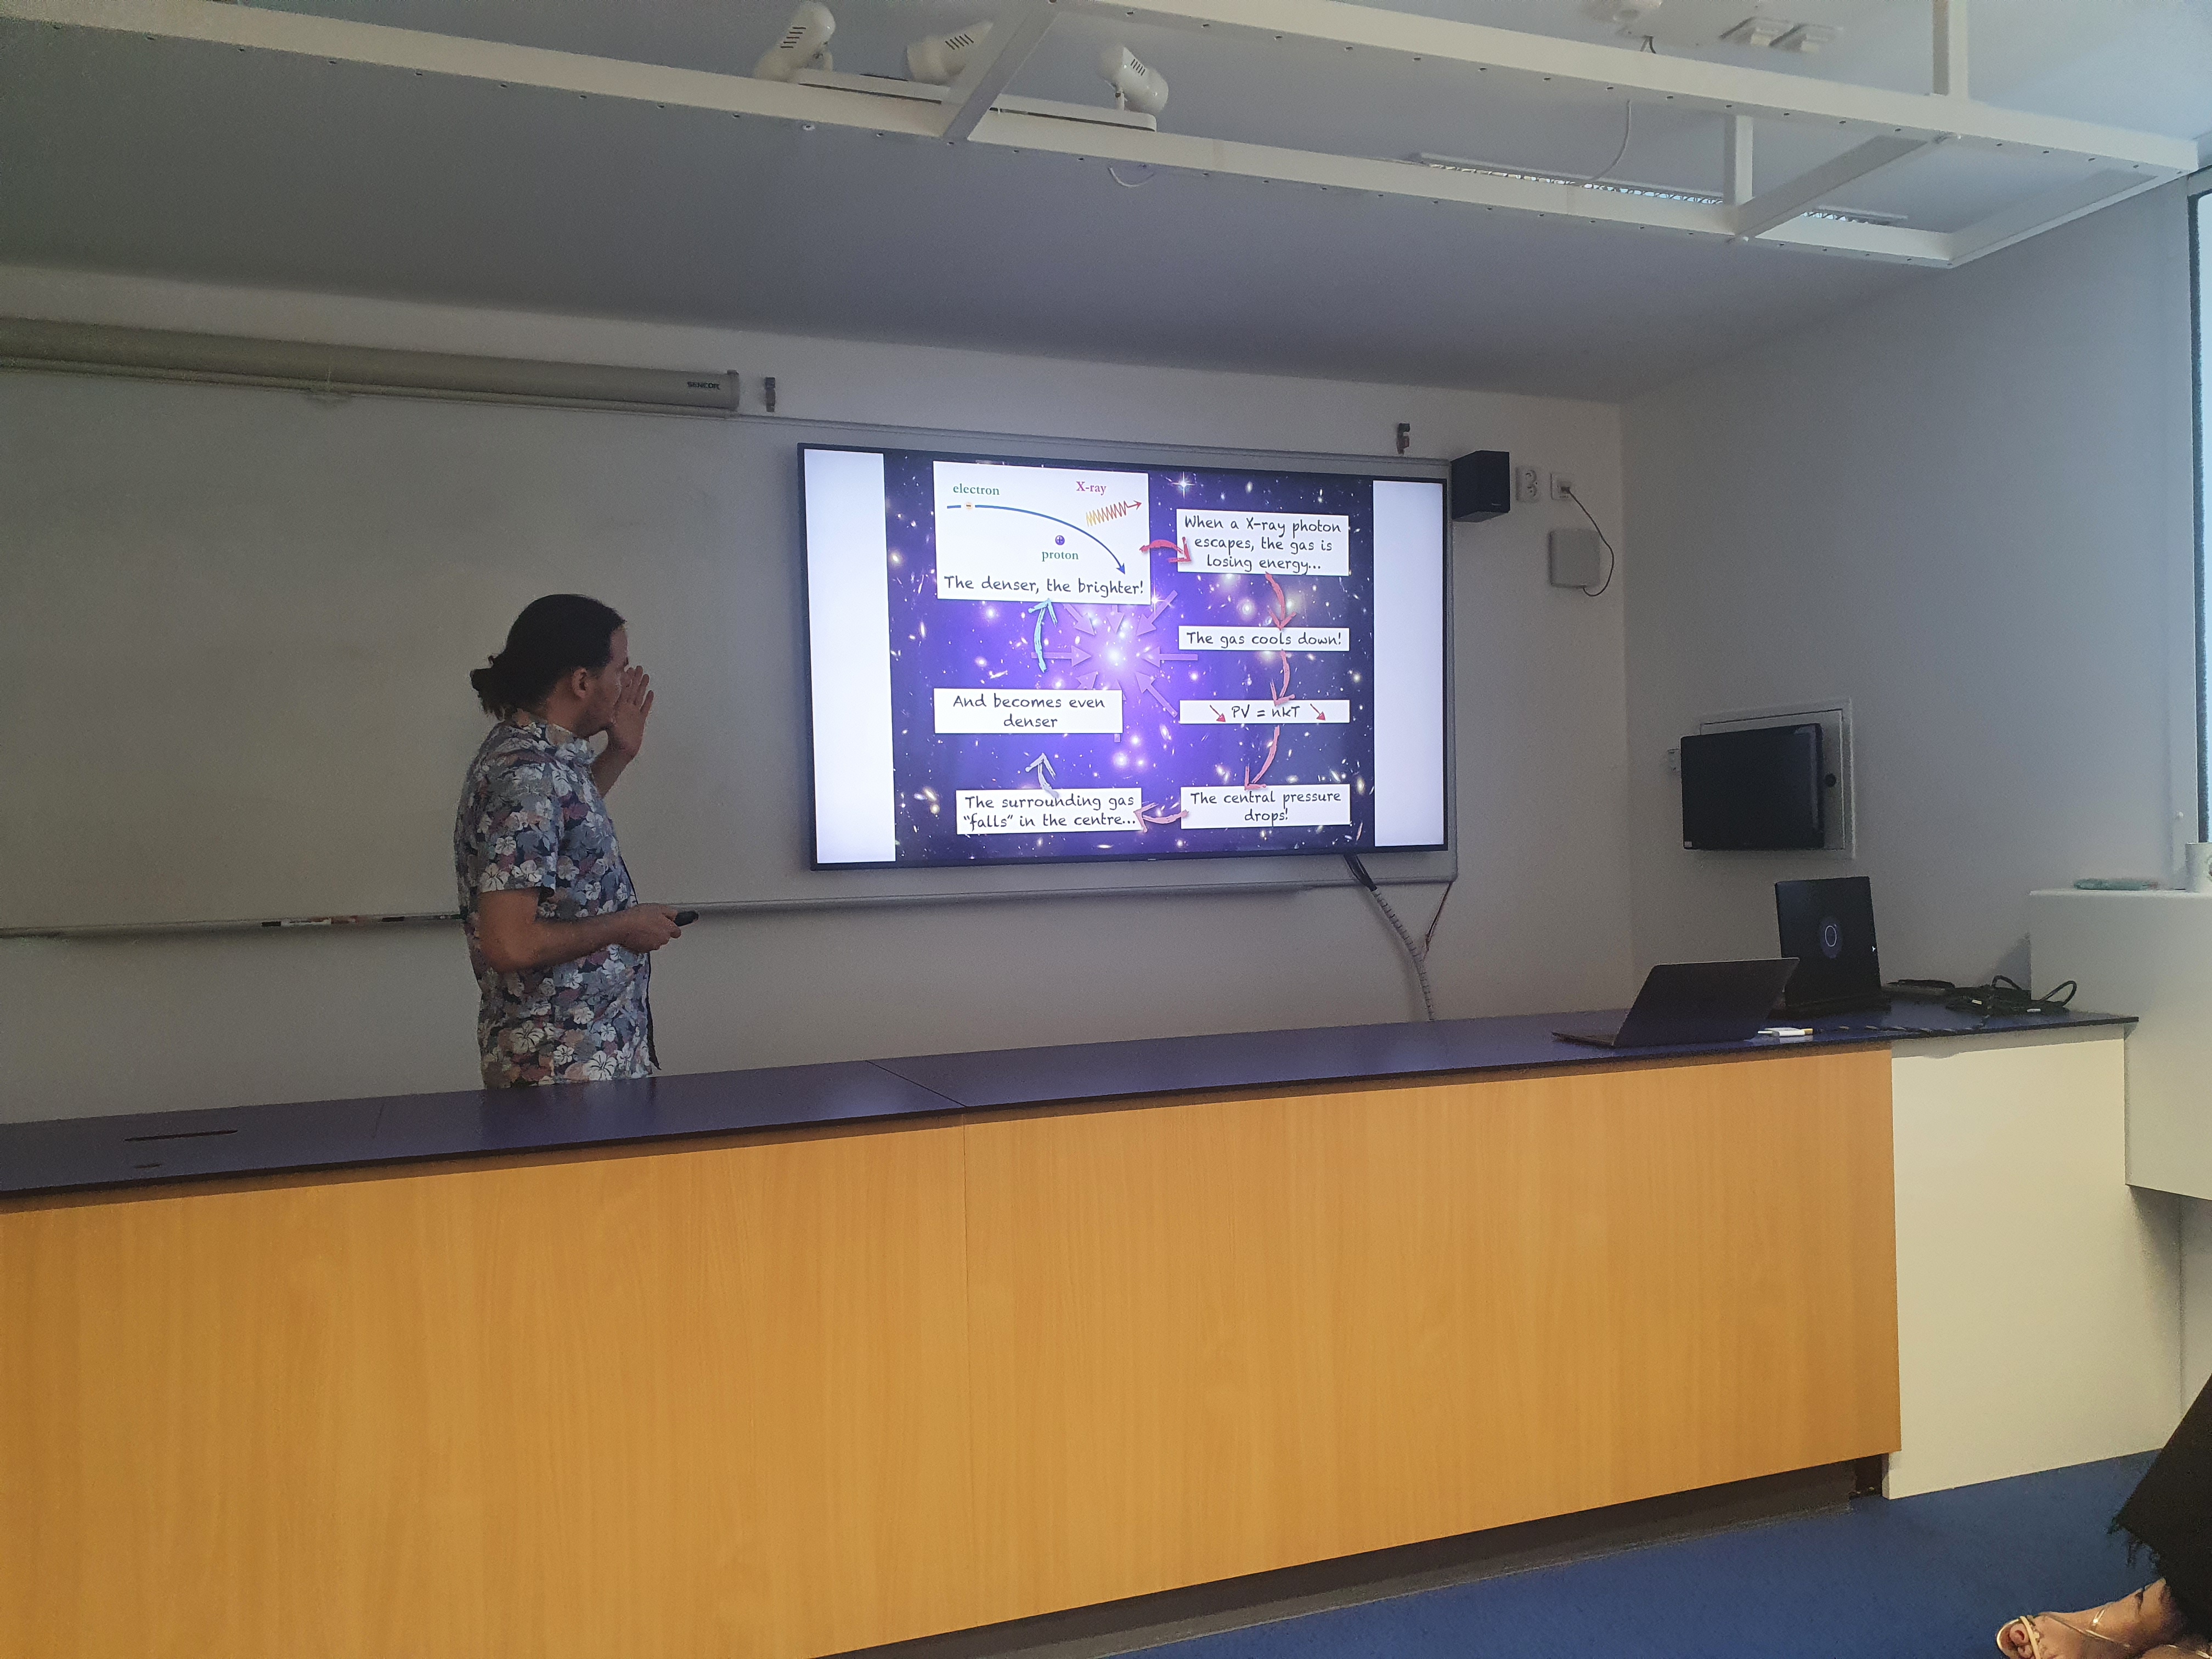 SENCOR
electron
X-ray
proton
The denser, the brighter!
When a X-ray photon
escapes, the gas is
losing energy...
The gas cools down!
PV = nkT
The central pressure
drops!
The surrounding gas
"falls" in the centre...
And becomes even
denser